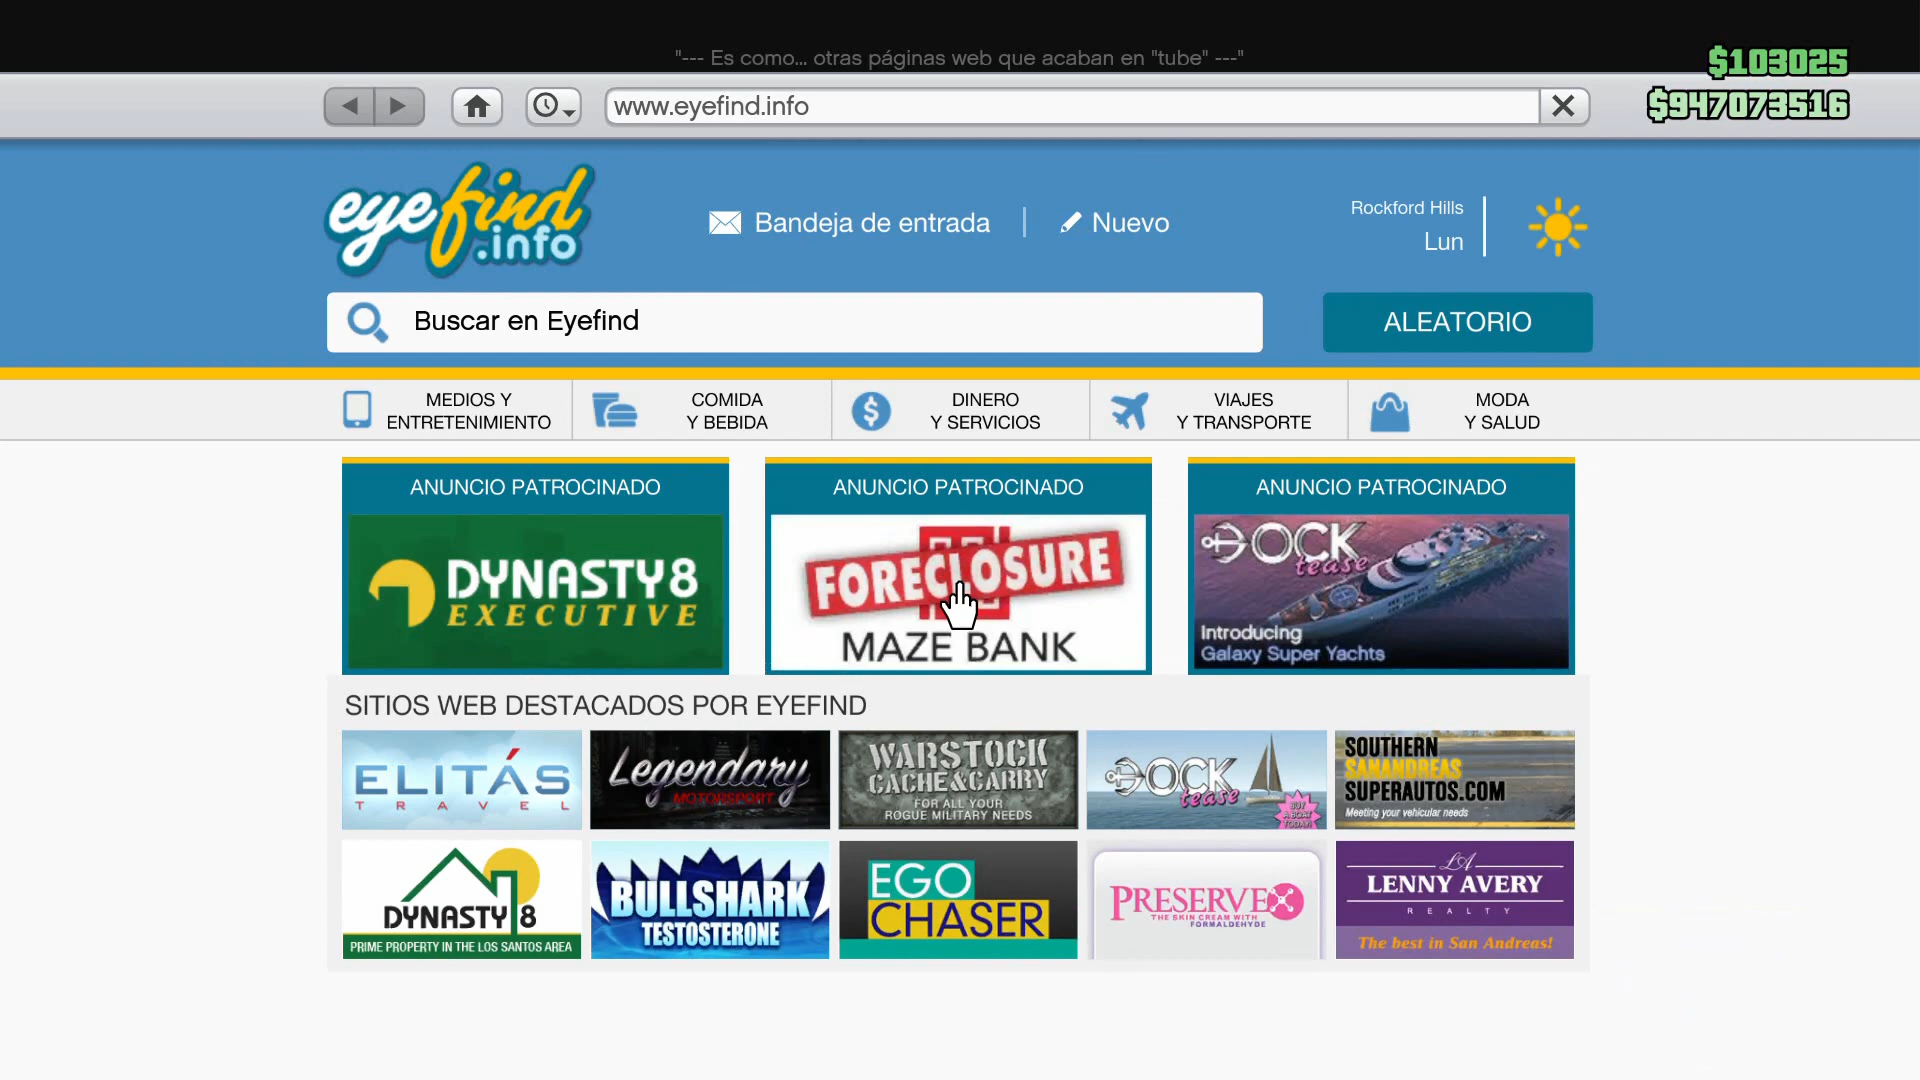 "--- Es como... otras páginas web que acaban en "tube" ---"
$103025
www.eyefind.info
$947073516
eyefind
.info
Bandeja de entrada
Nuevo
Rockford Hills
Lun
Buscar en Eyefind
ALEATORIO
MEDIOS Y
ENTRETENIMIENTO
COMIDA
Y BEBIDA
DINERO
Y SERVICIOS
VIAJES
Y TRANSPORTE
MODA
Y SALUD
ANUNCIO PATROCINADO
DYNASTY8
EXECUTIVE
ANUNCIO PATROCINADO
FORECLOSURE
MAZE BANK
ANUNCIO PATROCINADO
DOCK
tease
Introducing
Galaxy Super Yachts
SITIOS WEB DESTACADOS POR EYEFIND
ELITÁS
TRAVEL
Legendary
MOTORSPORT
WARSTOCK
CACHE&CARRY
FOR ALL YOUR
ROGUE MILITARY NEEDS
DOCK
tease
BUY
A BOAT
TODAY!
SOUTHERN
SANANDREAS
SUPERAUTOS.COM
Meeting your vehicular needs
DYNASTY 8
PRIME PROPERTY IN THE LOS SANTOS AREA
BULLSHARK
TESTOSTERONE
EGO
CHASER
PRESERVEX
THE SKIN CREAM WITH
FORMALDEHYDE
LA
LENNY AVERY
REALTY
The best in San Andreas!